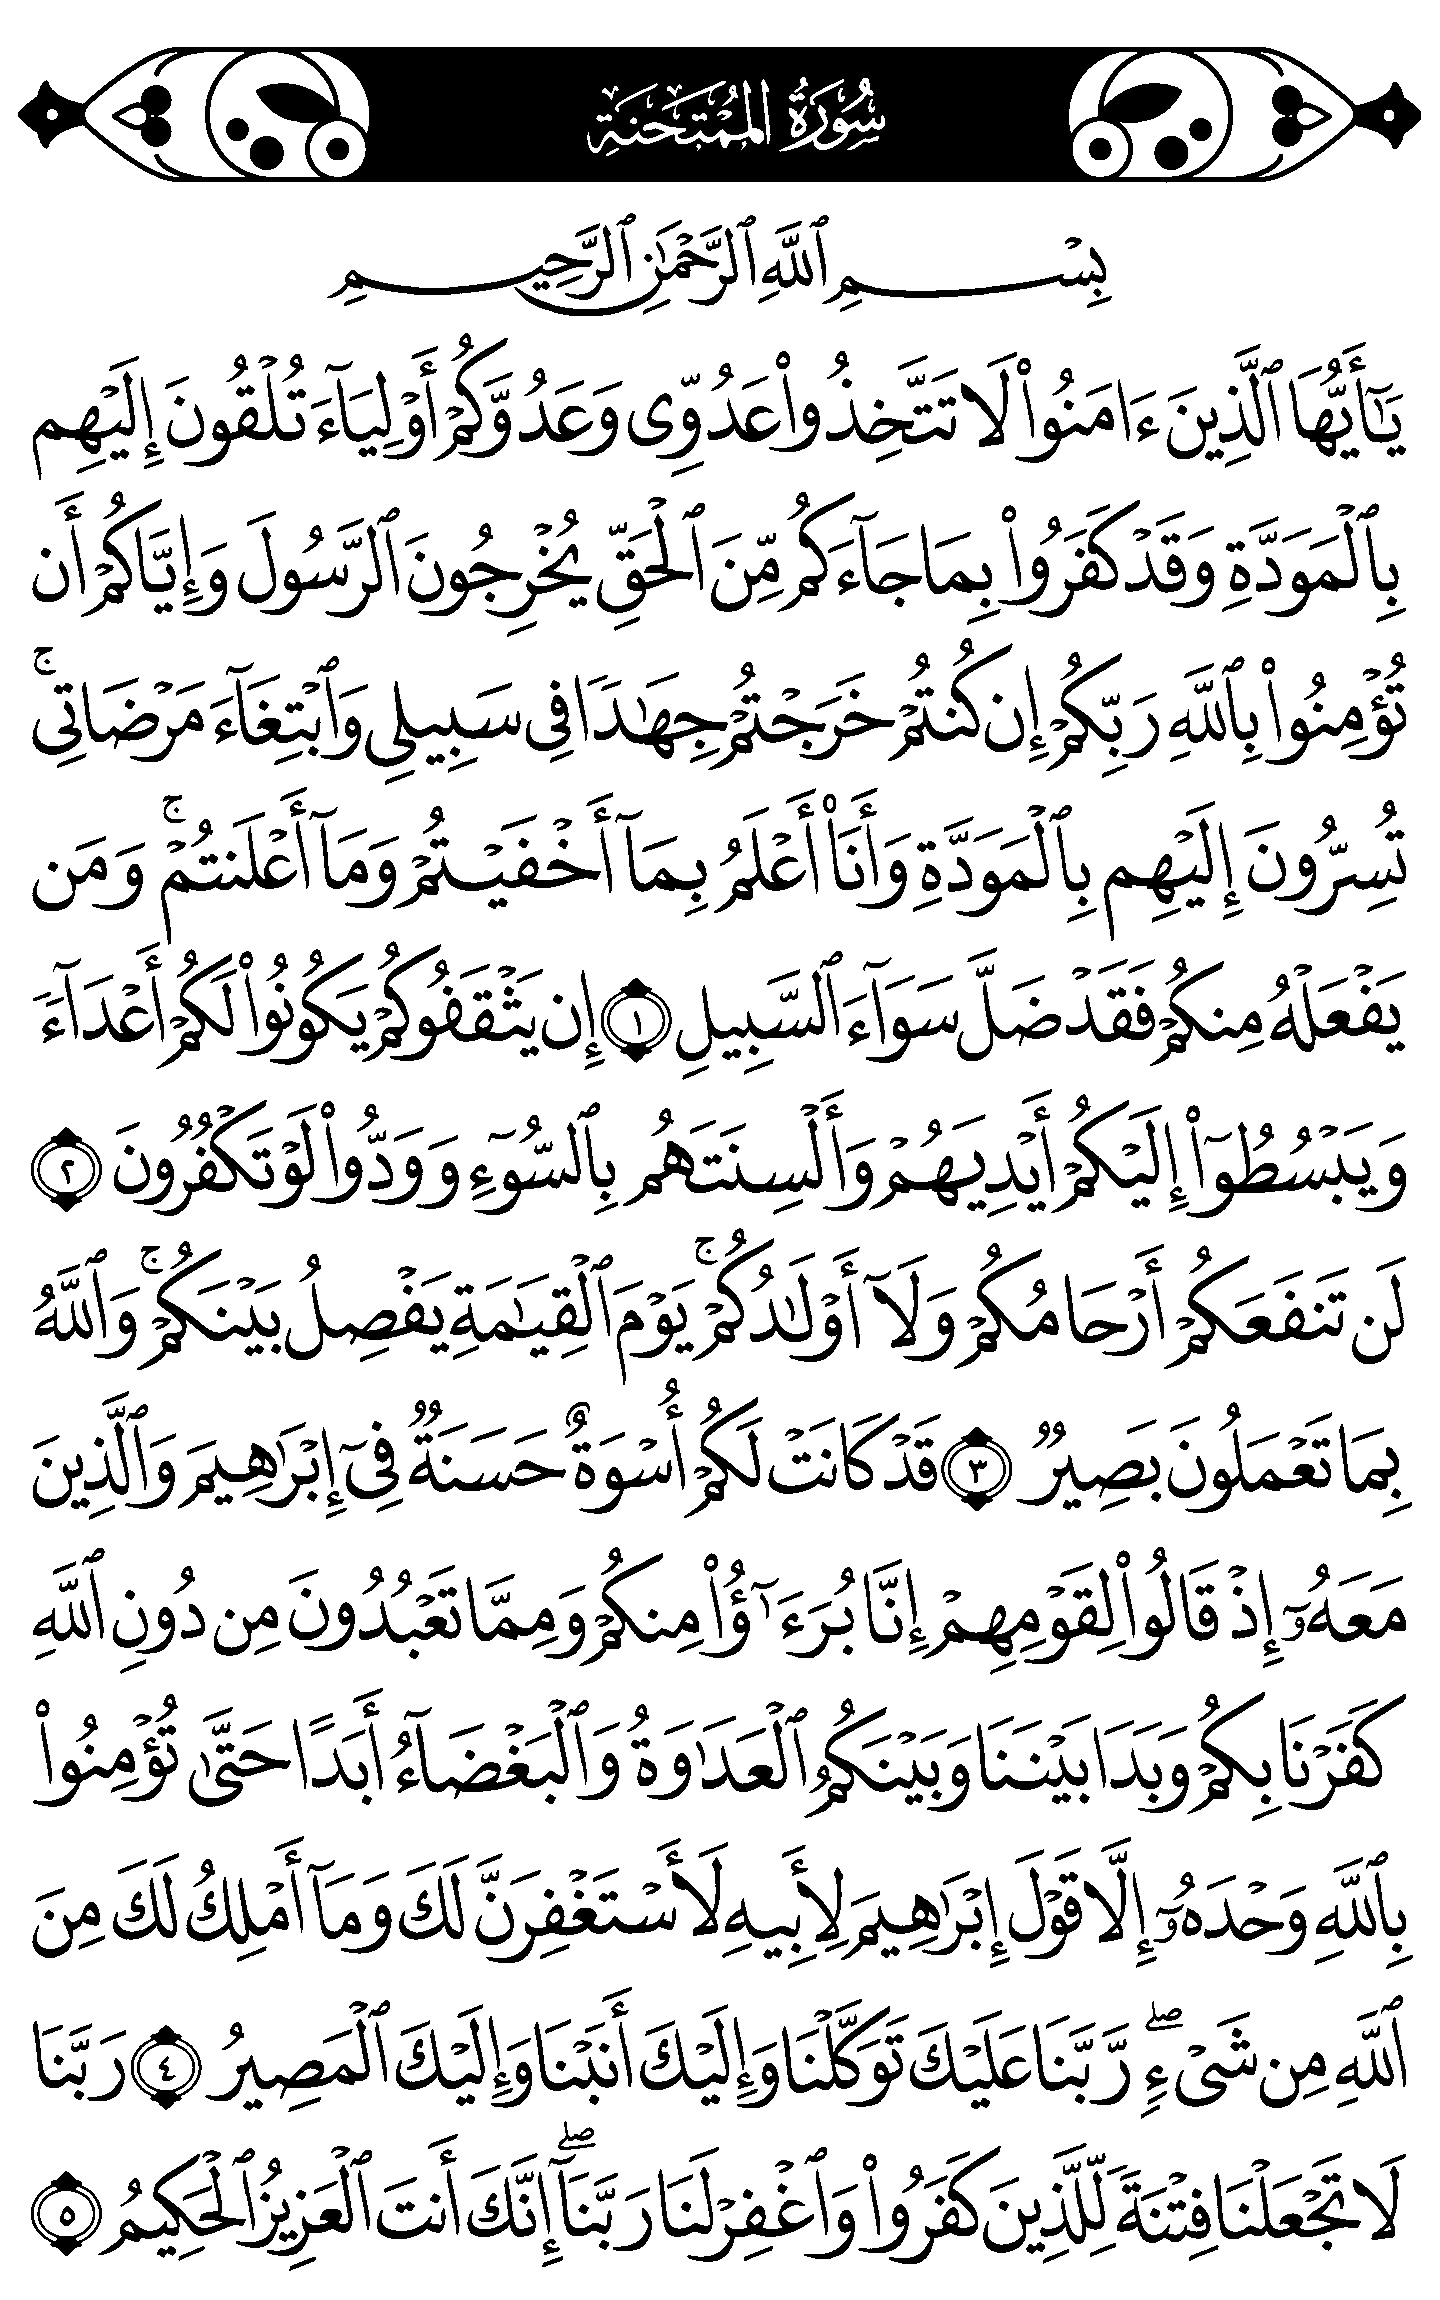 سُورَةُ المُمْتَحَنَةِ
بِسْمِ ٱللَّهِ ٱلرَّحْمَٰنِ ٱلرَّحِيمِ
يَٰٓأَيُّهَا ٱلَّذِينَ ءَامَنُوا۟ لَا تَتَّخِذُوا۟ عَدُوِّى وَعَدُوَّكُمْ أَوْلِيَآءَ تُلْقُونَ إِلَيْهِم
بِٱلْمَوَدَّةِ وَقَدْ كَفَرُوا۟ بِمَا جَآءَكُم مِّنَ ٱلْحَقِّ يُخْرِجُونَ ٱلرَّسُولَ وَإِيَّاكُمْ أَن
تُؤْمِنُوا۟ بِٱللَّهِ رَبِّكُمْ إِن كُنتُمْ خَرَجْتُمْ جِهَٰدًا فِى سَبِيلِى وَٱبْتِغَآءَ مَرْضَاتِى ۚ
تُسِرُّونَ إِلَيْهِم بِٱلْمَوَدَّةِ وَأَنَا۠ أَعْلَمُ بِمَآ أَخْفَيْتُمْ وَمَآ أَعْلَنتُمْ ۚ وَمَن
يَفْعَلْهُ مِنكُمْ فَقَدْ ضَلَّ سَوَآءَ ٱلسَّبِيلِ ١ إِن يَثْقَفُوكُمْ يَكُونُوا۟ لَكُمْ أَعْدَآءً
وَيَبْسُطُوٓا۟ إِلَيْكُمْ أَيْدِيَهُمْ وَأَلْسِنَتَهُم بِٱلسُّوٓءِ وَوَدُّوا۟ لَوْ تَكْفُرُونَ ٢
لَن تَنفَعَكُمْ أَرْحَامُكُمْ وَلَآ أَوْلَٰدُكُمْ ۚ يَوْمَ ٱلْقِيَٰمَةِ يَفْصِلُ بَيْنَكُمْ ۚ وَٱللَّهُ
بِمَا تَعْمَلُونَ بَصِيرٌ ٣ قَدْ كَانَتْ لَكُمْ أُسْوَةٌ حَسَنَةٌ فِىٓ إِبْرَٰهِيمَ وَٱلَّذِينَ
مَعَهُۥٓ إِذْ قَالُوا۟ لِقَوْمِهِمْ إِنَّا بُرَءَٰٓؤُا۟ مِنكُمْ وَمِمَّا تَعْبُدُونَ مِن دُونِ ٱللَّهِ
كَفَرْنَا بِكُمْ وَبَدَا بَيْنَنَا وَبَيْنَكُمُ ٱلْعَدَٰوَةُ وَٱلْبَغْضَآءُ أَبَدًا حَتَّىٰ تُؤْمِنُوا۟
بِٱللَّهِ وَحْدَهُۥٓ إِلَّا قَوْلَ إِبْرَٰهِيمَ لِأَبِيهِ لَأَسْتَغْفِرَنَّ لَكَ وَمَآ أَمْلِكُ لَكَ مِنَ
ٱللَّهِ مِن شَىْءٍ ۖ رَّبَّنَا عَلَيْكَ تَوَكَّلْنَا وَإِلَيْكَ أَنَبْنَا وَإِلَيْكَ ٱلْمَصِيرُ ٤ رَبَّنَا
لَا تَجْعَلْنَا فِتْنَةً لِّلَّذِينَ كَفَرُوا۟ وَٱغْفِرْ لَنَا رَبَّنَآ ۖ إِنَّكَ أَنتَ ٱلْعَزِيزُ ٱلْحَكِيمُ ٥